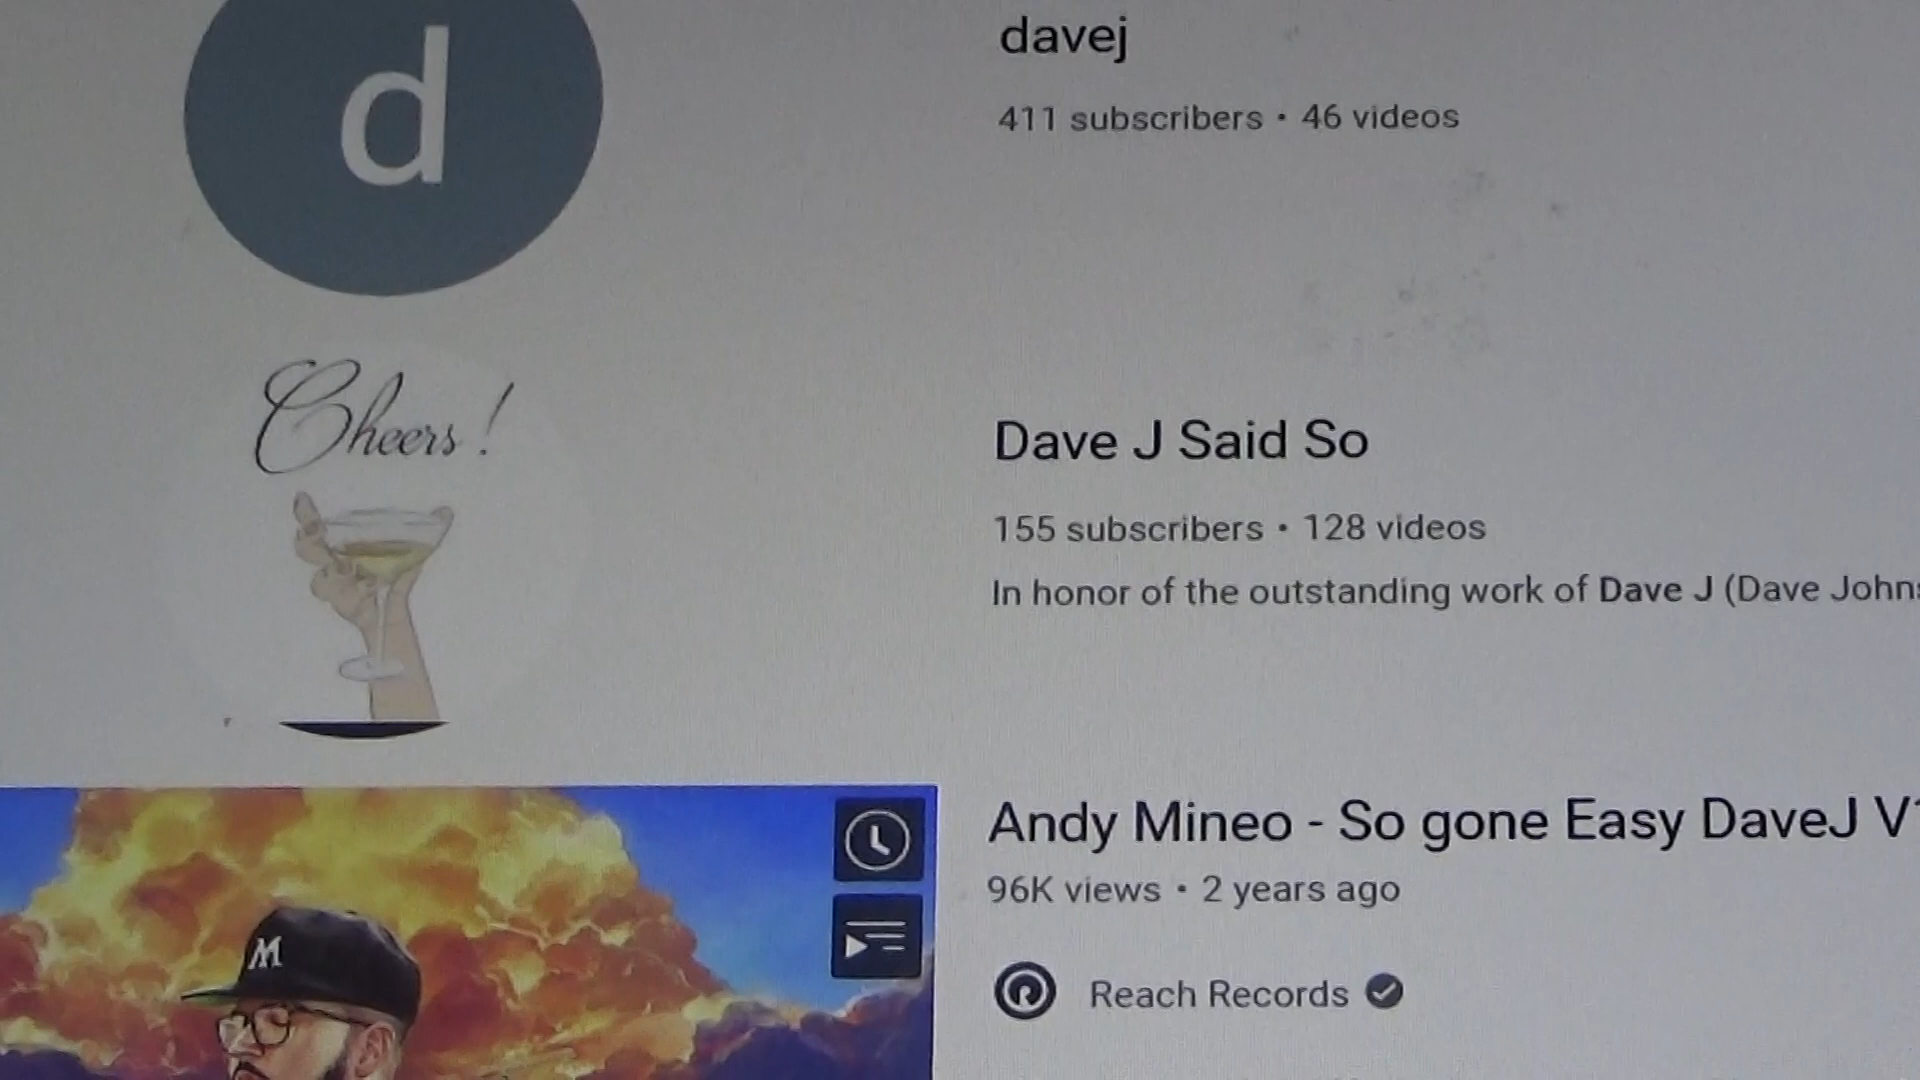 d
davej
411 subscribers • 46 videos
Cheers !
Dave J Said So
155 subscribers • 128 videos
In honor of the outstanding work of Dave J (Dave Johns
Andy Mineo - So gone Easy DaveJ V
96K views • 2 years ago
M
Reach Records